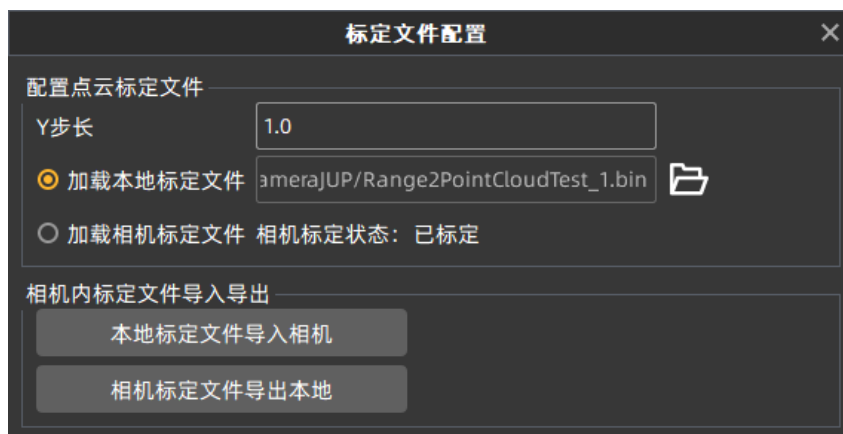 标定文件配置
配置点云标定文件
Y步长 1.0
加载本地标定文件 ameraJUP/Range2PointCloudTest_1.bin
加载相机标定文件 相机标定状态：已标定
相机内标定文件导入导出
本地标定文件导入相机
相机标定文件导出本地